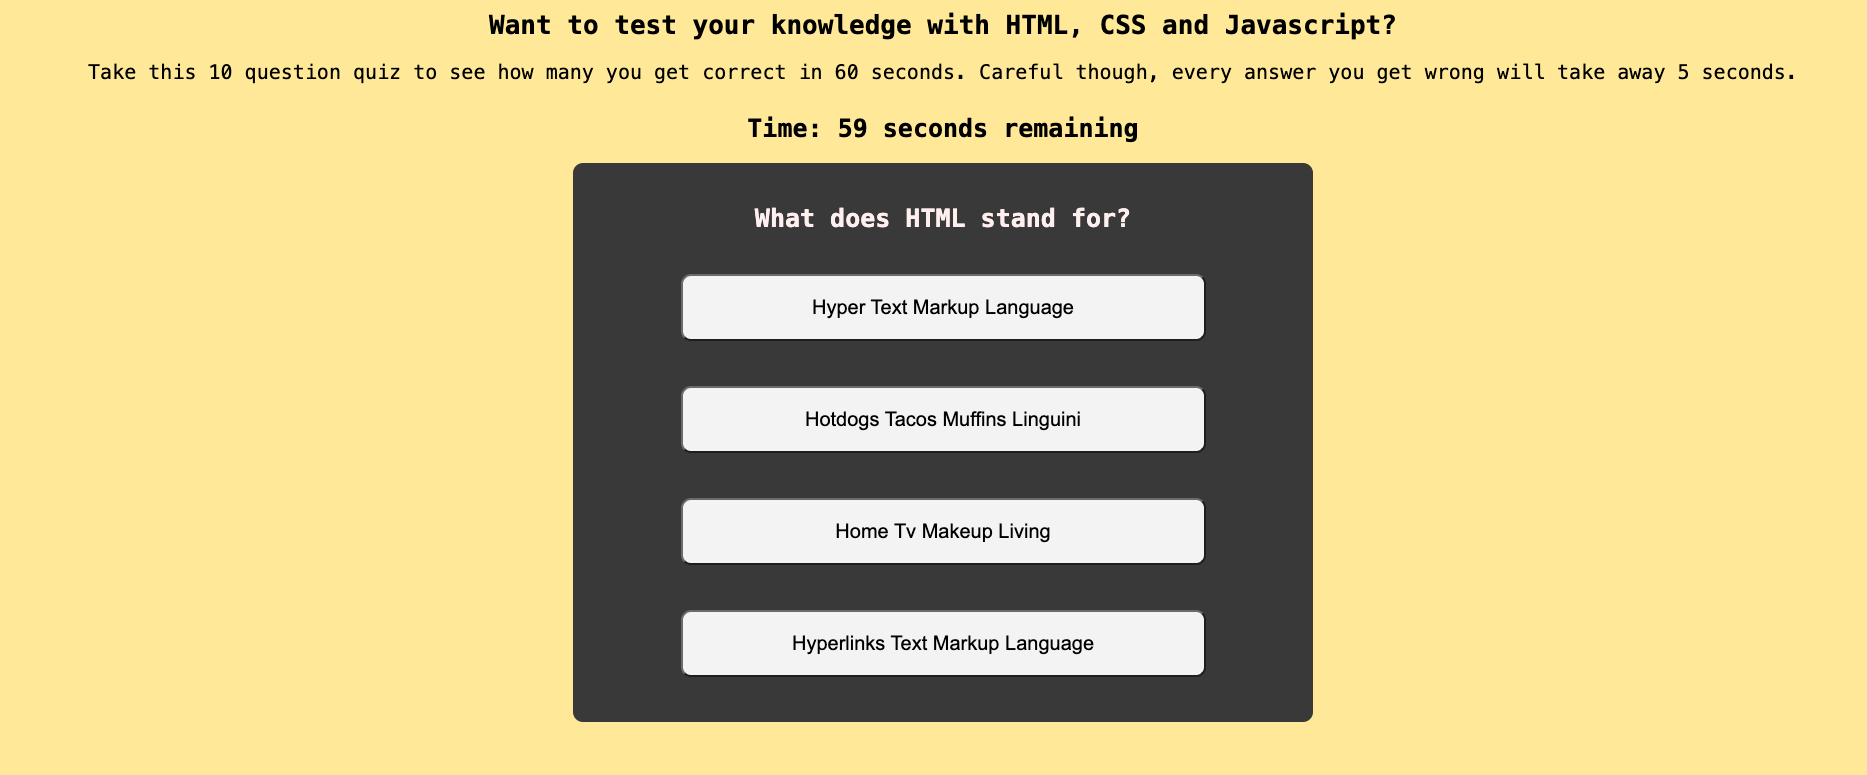 Want to test your knowledge with HTML, CSS and Javascript?
Take this 10 question quiz to see how many you get correct in 60 seconds. Careful though, every answer you get wrong will take away 5 seconds.
Time: 59 seconds remaining
What does HTML stand for?
Hyper Text Markup Language
Hotdogs Tacos Muffins Linguini
Home Tv Makeup Living
Hyperlinks Text Markup Language